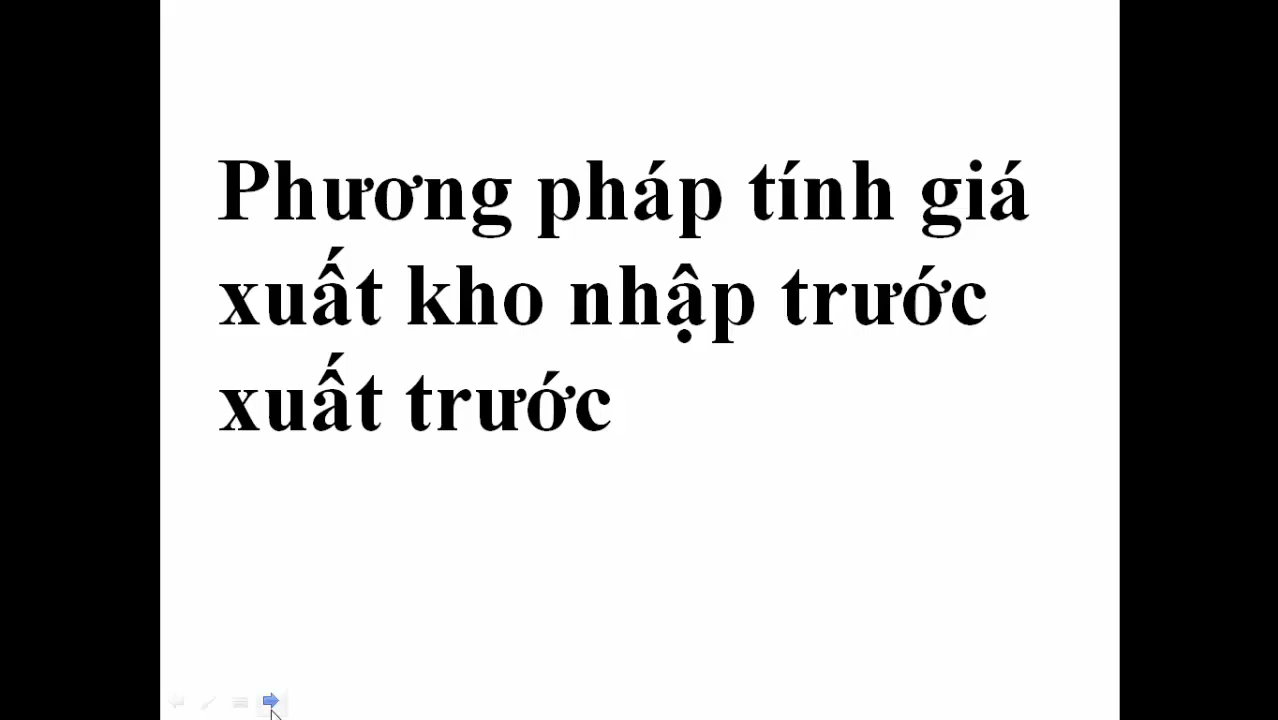 Phương pháp tính giá
xuất kho nhập trước
xuất trước